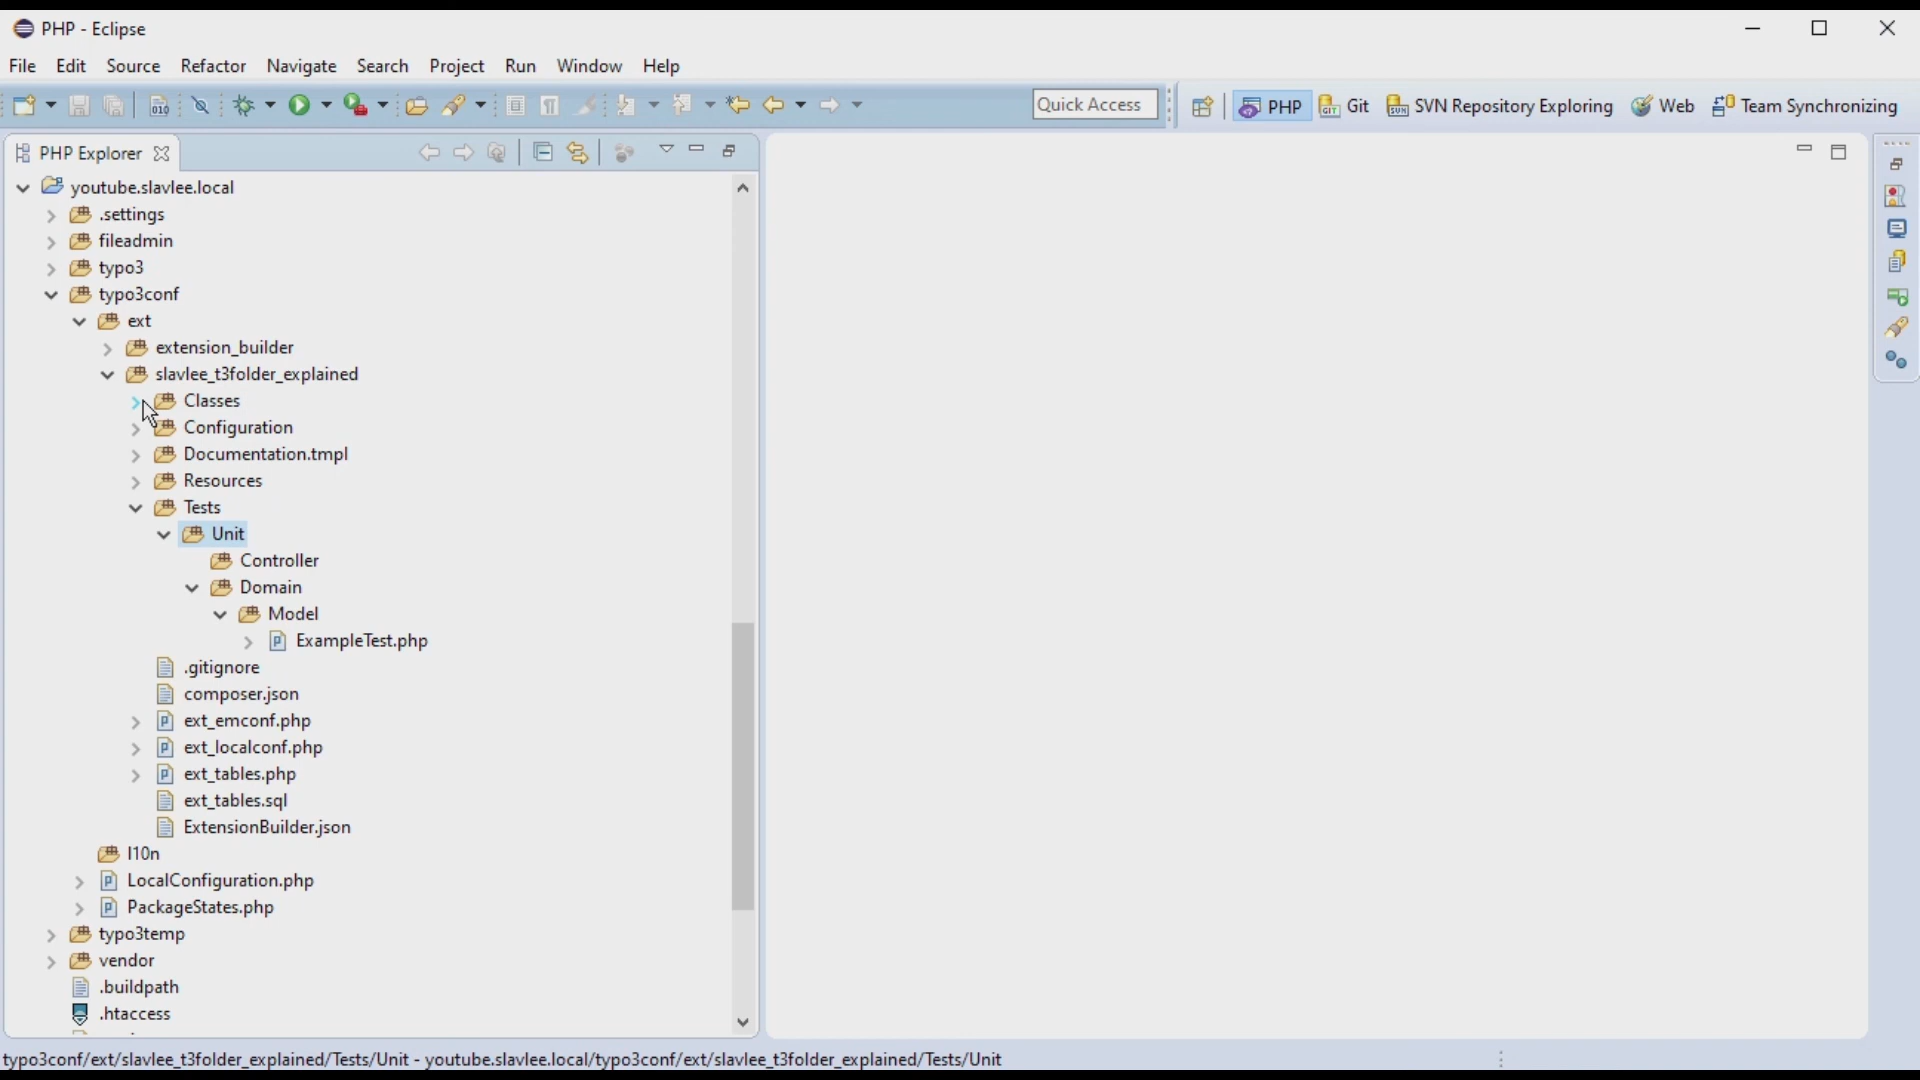 PHP - Eclipse
File Edit Source Refactor Navigate Search Project Run Window Help
Quick Access PHP Git SVN Repository Exploring Web Team Synchronizing
PHP Explorer
youtube.slavlee.local
.settings
fileadmin
typo3
typo3conf
ext
extension_builder
slavlee_t3folder_explained
Classes
Configuration
Documentation.tmpl
Resources
Tests
Unit
Controller
Domain
Model
ExampleTest.php
.gitignore
composer.json
ext_emconf.php
ext_localconf.php
ext_tables.php
ext_tables.sql
ExtensionBuilder.json
l10n
LocalConfiguration.php
PackageStates.php
typo3temp
vendor
.buildpath
.htaccess
typo3conf/ext/slavlee_t3folder_explained/Tests/Unit - youtube.slavlee.local/typo3conf/ext/slavlee_t3folder_explained/Tests/Unit